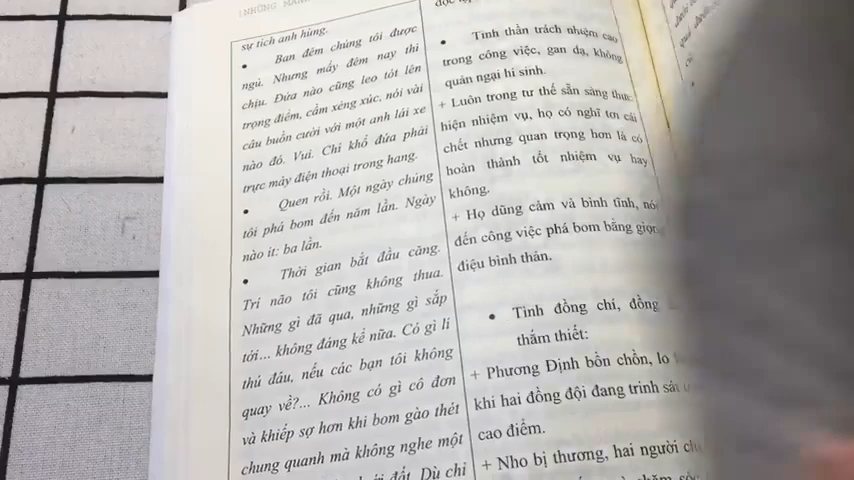 (NHỮNG
sự tích anh hùng.
• Ban đêm chúng tôi được
ngủ. Nhưng mấy đêm nay thì
chịu. Đứa nào cũng leo tót lên
trọng điểm, cầm xẻng xúc, nói vài
câu buồn cười với một anh lái xe
nào đó. Vui. Chỉ khổ đứa phải
trực máy điện thoại trong hang.
• Quen rồi. Một ngày chúng
tôi phá bom đến năm lần. Ngày
nào ít: ba lần.
• Thời gian bắt đầu căng.
Trí não tôi cũng không thua.
Những gì đã qua, những gì sắp
tới... không đáng kể nữa. Có gì lí
thú đâu, nếu các bạn tôi không
quay về?... Không có gì cô đơn
và khiếp sợ hơn khi bom gào thét
chung quanh mà không nghe một
đất. Dù chỉ
• Tinh thần trách nhiệm cao
trong công việc, gan dạ, không
quản ngại hi sinh.
+ Luôn trong tư thế sẵn sàng thực
hiện nhiệm vụ, họ có nghĩ tới cái
chết nhưng quan trọng hơn là có
hoàn thành tốt nhiệm vụ hay
không.
+ Họ dũng cảm và bình tĩnh, nói
đến công việc phá bom bằng giọng
điệu bình thản.
• Tình đồng chí, đồng
thắm thiết:
+ Phương Định bồn chồn, lo
khi hai đồng đội đang trinh sát
cao điểm.
+ Nho bị thương, hai người